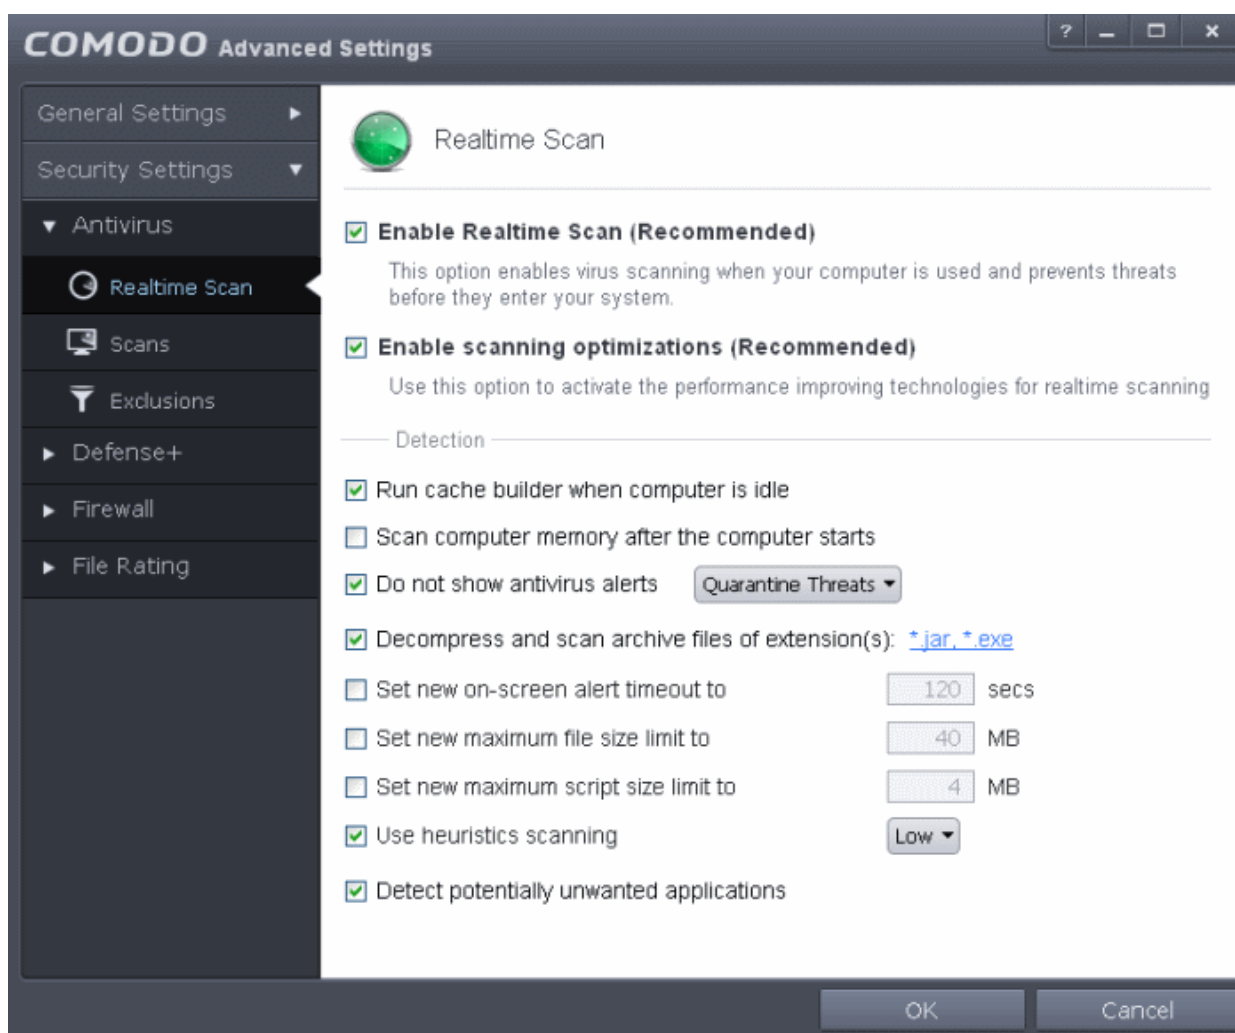 COMODO Advanced Settings
?
General Settings
Security Settings
Antivirus
Realtime Scan
Scans
Exclusions
Defense+
Firewall
File Rating
Realtime Scan
Enable Realtime Scan (Recommended)
This option enables virus scanning when your computer is used and prevents threats
before they enter your system.
Enable scanning optimizations (Recommended)
Use this option to activate the performance improving technologies for realtime scanning
Detection
Run cache builder when computer is idle
Scan computer memory after the computer starts
Do not show antivirus alerts Quarantine Threats
Decompress and scan archive files of extension(s): *.jar, *.exe
Set new on-screen alert timeout to 120 secs
Set new maximum file size limit to 40 MB
Set new maximum script size limit to 4 MB
Use heuristics scanning Low
Detect potentially unwanted applications
OK Cancel